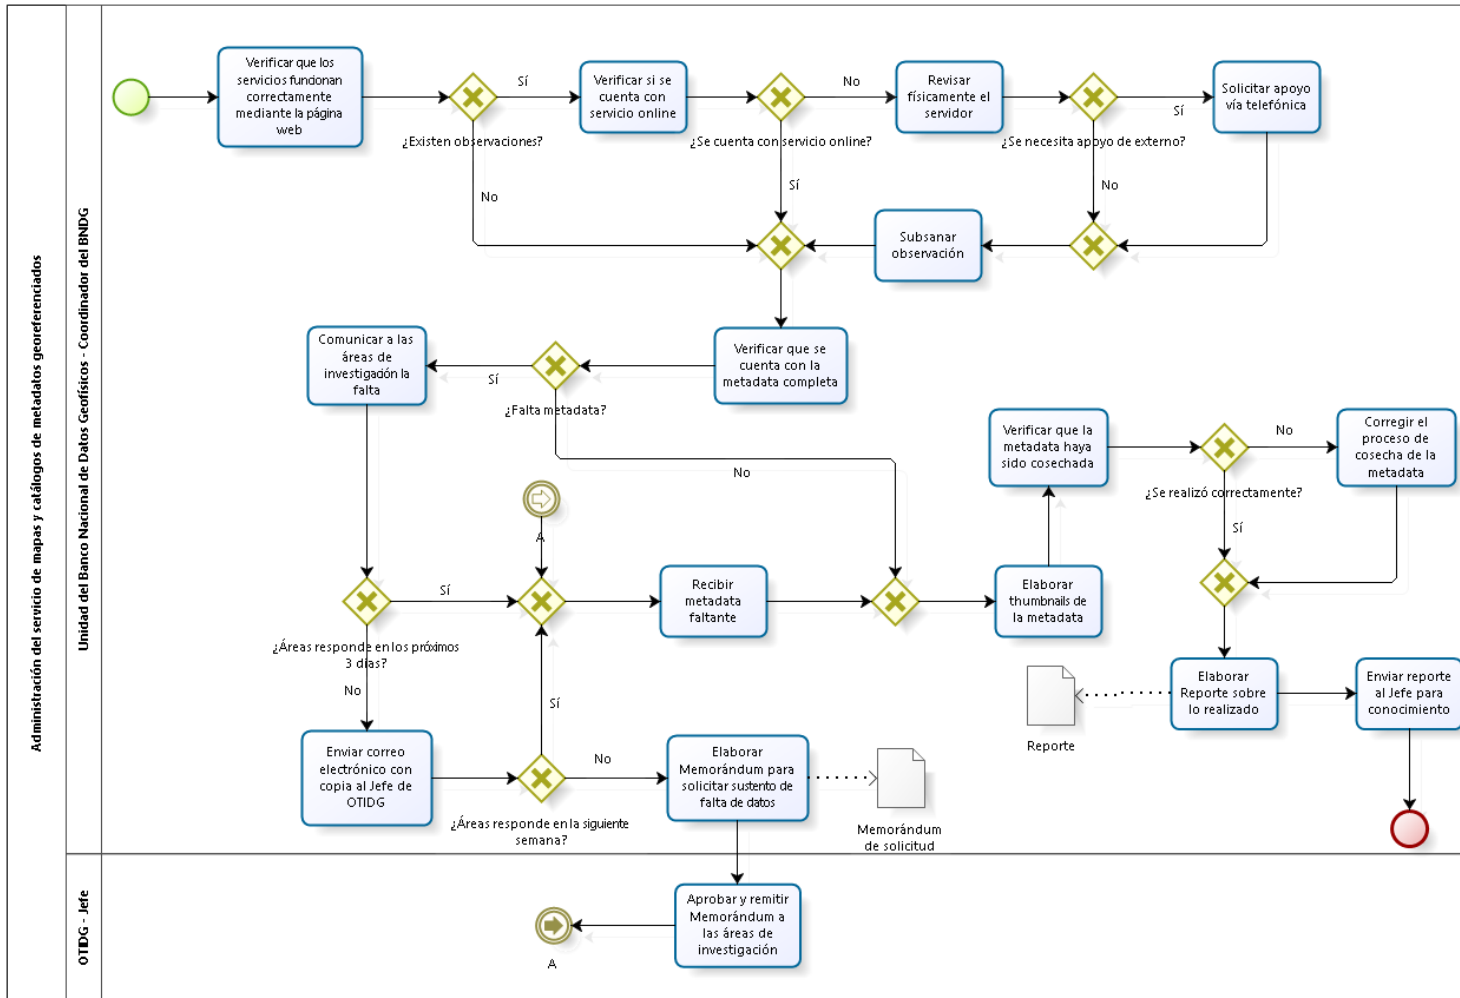 Administración del servicio de mapas y catálogos de metadatos georeferenciados
Unidad del Banco Nacional de Datos Geofísicos - Coordinador del BNDG
Verificar que los
servicios funcionan
correctamente
mediante la página
web
¿Existen observaciones?
Sí
No
Verificar si se
cuenta con
servicio online
¿Se cuenta con servicio online?
No
Sí
Revisar
físicamente el
servidor
¿Se necesita apoyo de externo?
Sí
No
Solicitar apoyo
vía telefónica
Subsanar
observación
Verificar que se
cuenta con la
metadata completa
¿Falta metadata?
Sí
No
Comunicar a las
áreas de
investigación la
falta
¿Áreas responde en los próximos
3 días?
Sí
No
A
Recibir
metadata
faltante
Elaborar
thumbnails de
la metadata
Verificar que la
metadata haya
sido cosechada
¿Se realizó correctamente?
No
Sí
Corregir el
proceso de
cosecha de la
metadata
Elaborar
Reporte sobre
lo realizado
Reporte
Enviar reporte
al Jefe para
conocimiento
Enviar correo
electrónico con
copia al Jefe de
OTIDG
¿Áreas responde en la siguiente
semana?
Sí
No
Elaborar
Memorándum para
solicitar sustento de
falta de datos
Memorándum
de solicitud
OTIDG - Jefe
Aprobar y remitir
Memorándum a
las áreas de
investigación
A